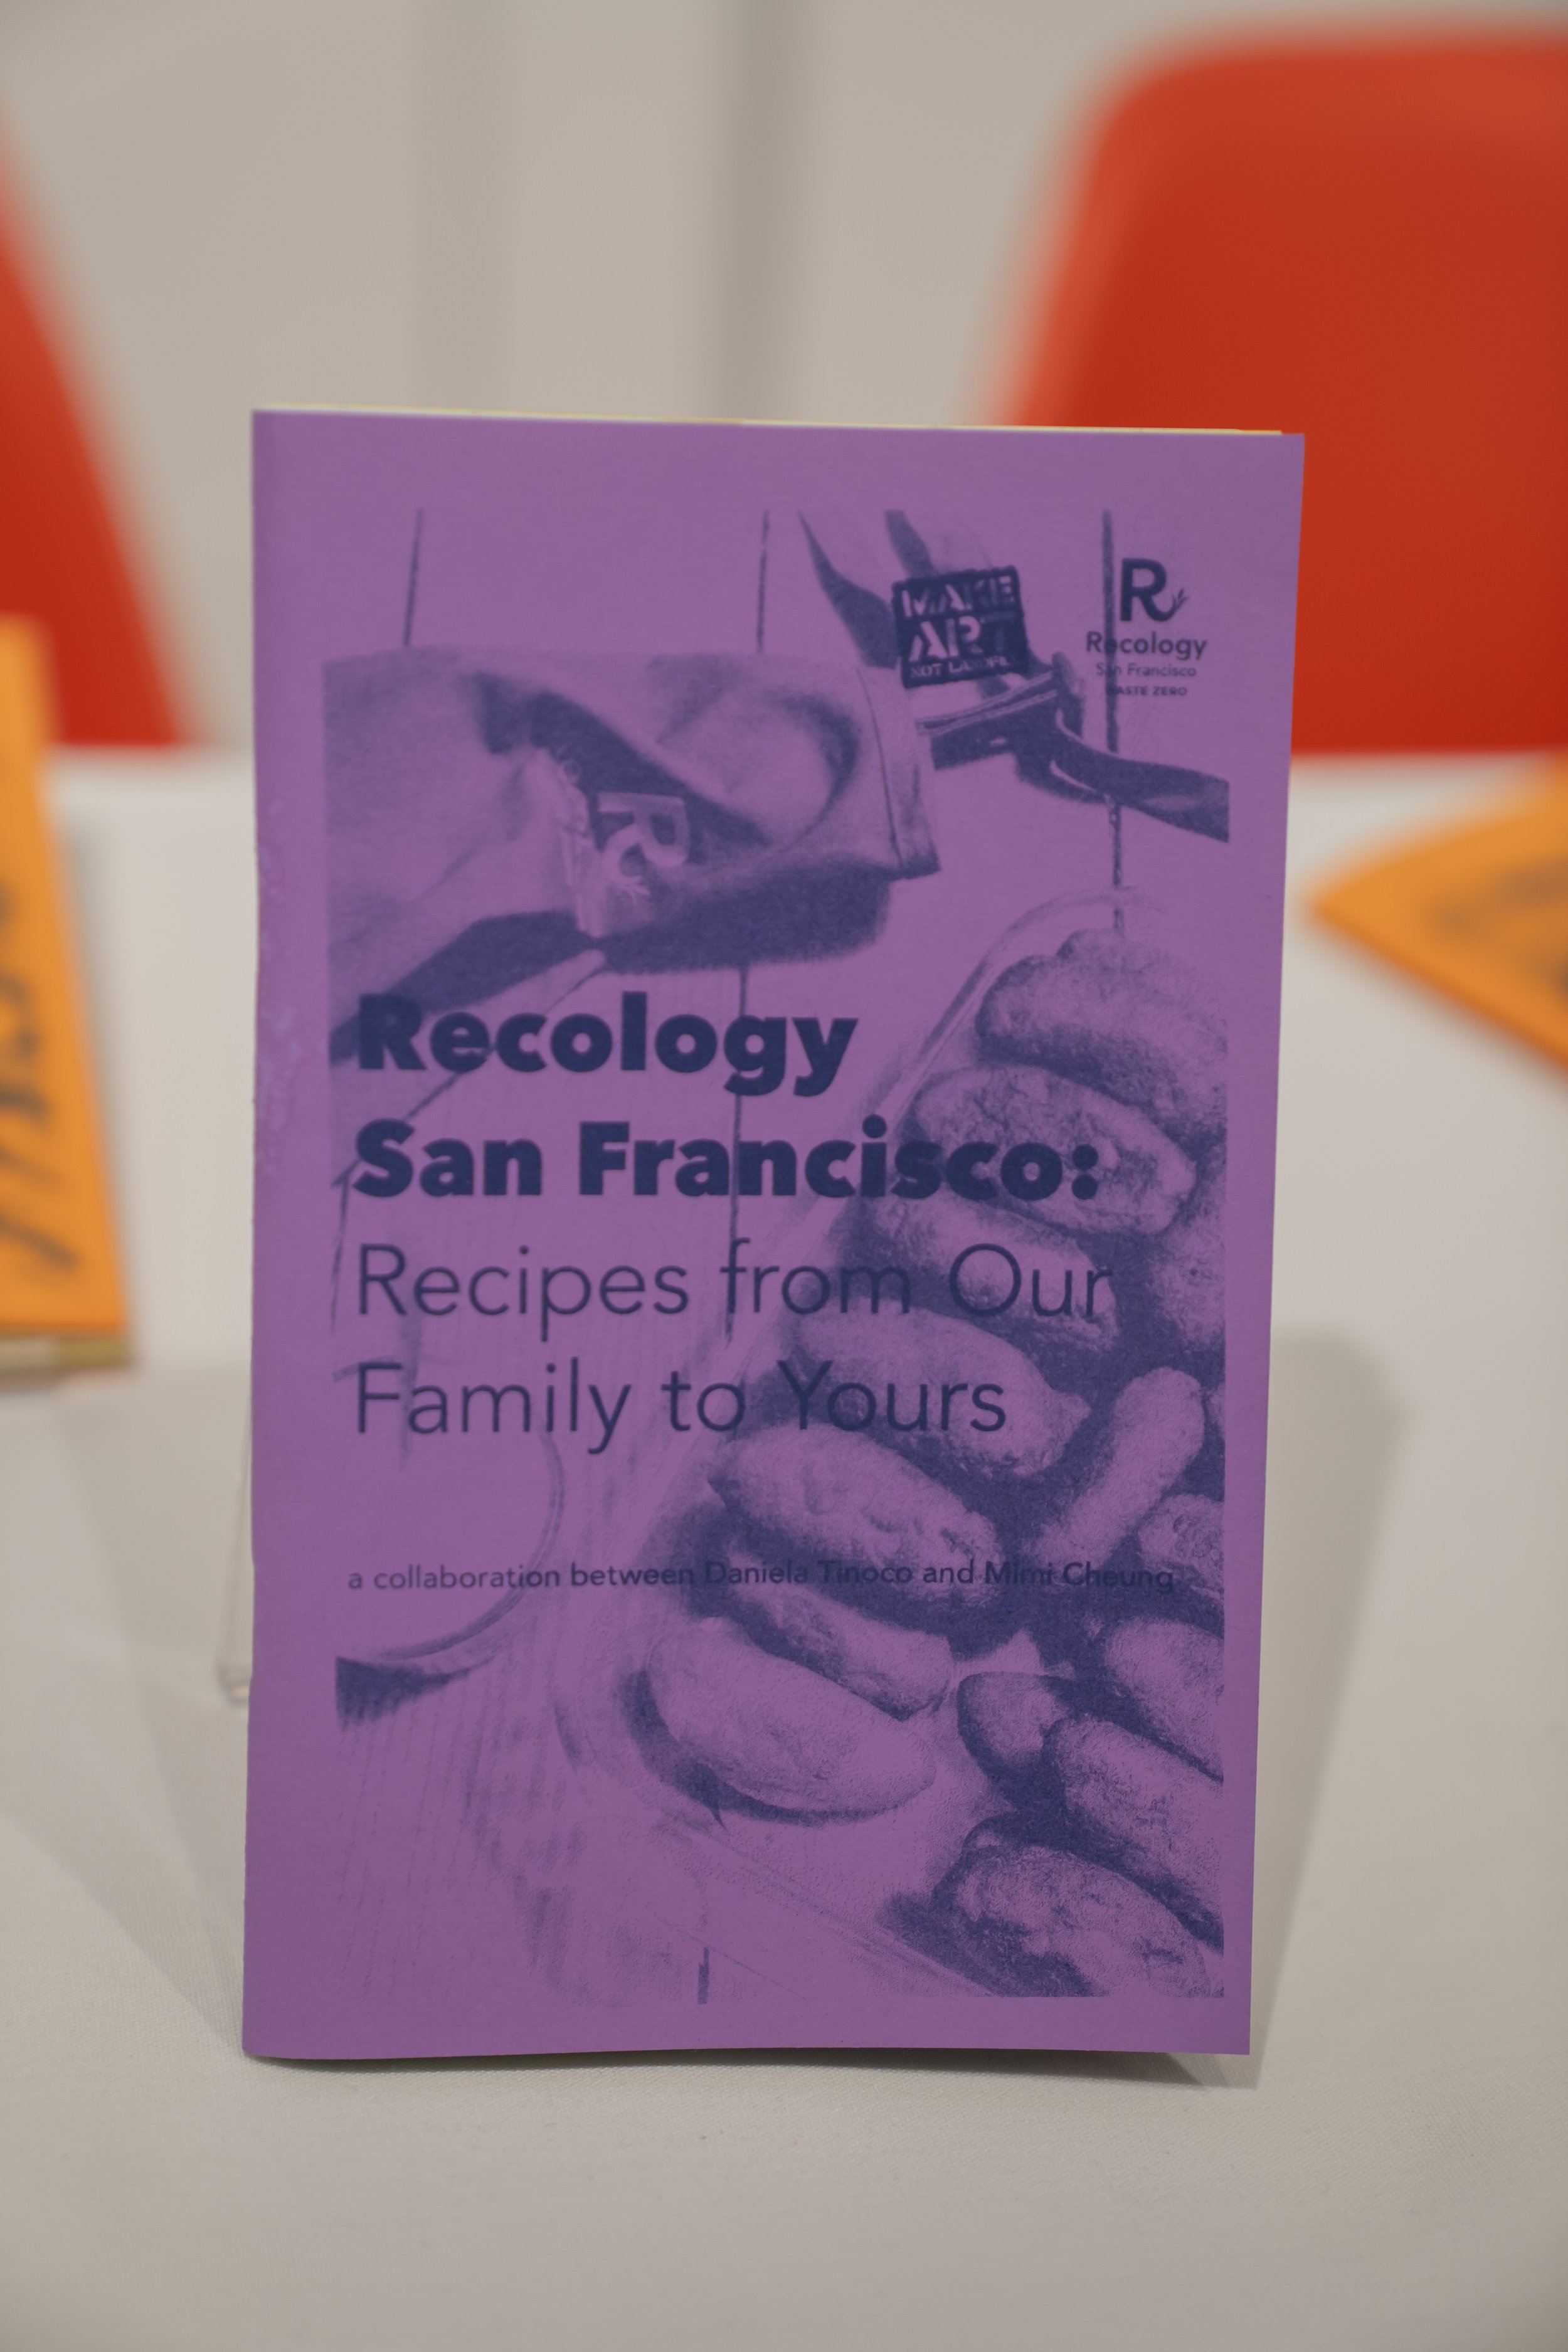 MAKE
ART
NOT LANDFILL
R
Recology
San Francisco
WASTE ZERO
R
Recology
San Francisco:
Recipes from Our
Family to Yours
a collaboration between Daniela Tinoco and Mimi Cheung